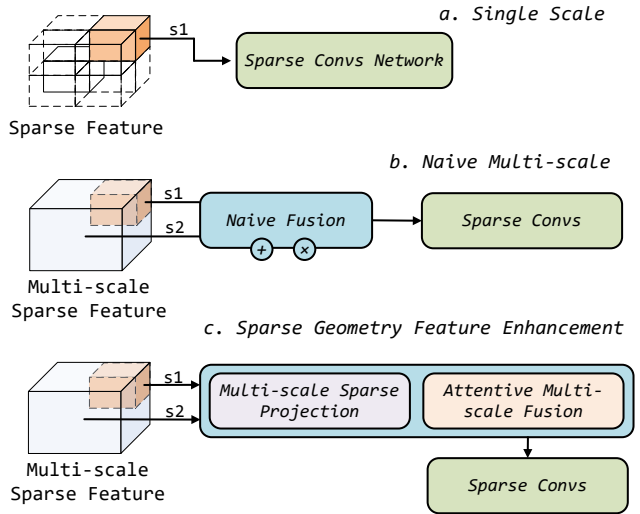 a. Single Scale
s1
Sparse Convs Network
Sparse Feature
b. Naive Multi-scale
s1
s2
Naive Fusion
+ ×
Sparse Convs
Multi-scale
Sparse Feature
c. Sparse Geometry Feature Enhancement
s1
s2
Multi-scale Sparse
Projection
Attentive Multi-
scale Fusion
Multi-scale
Sparse Feature
Sparse Convs